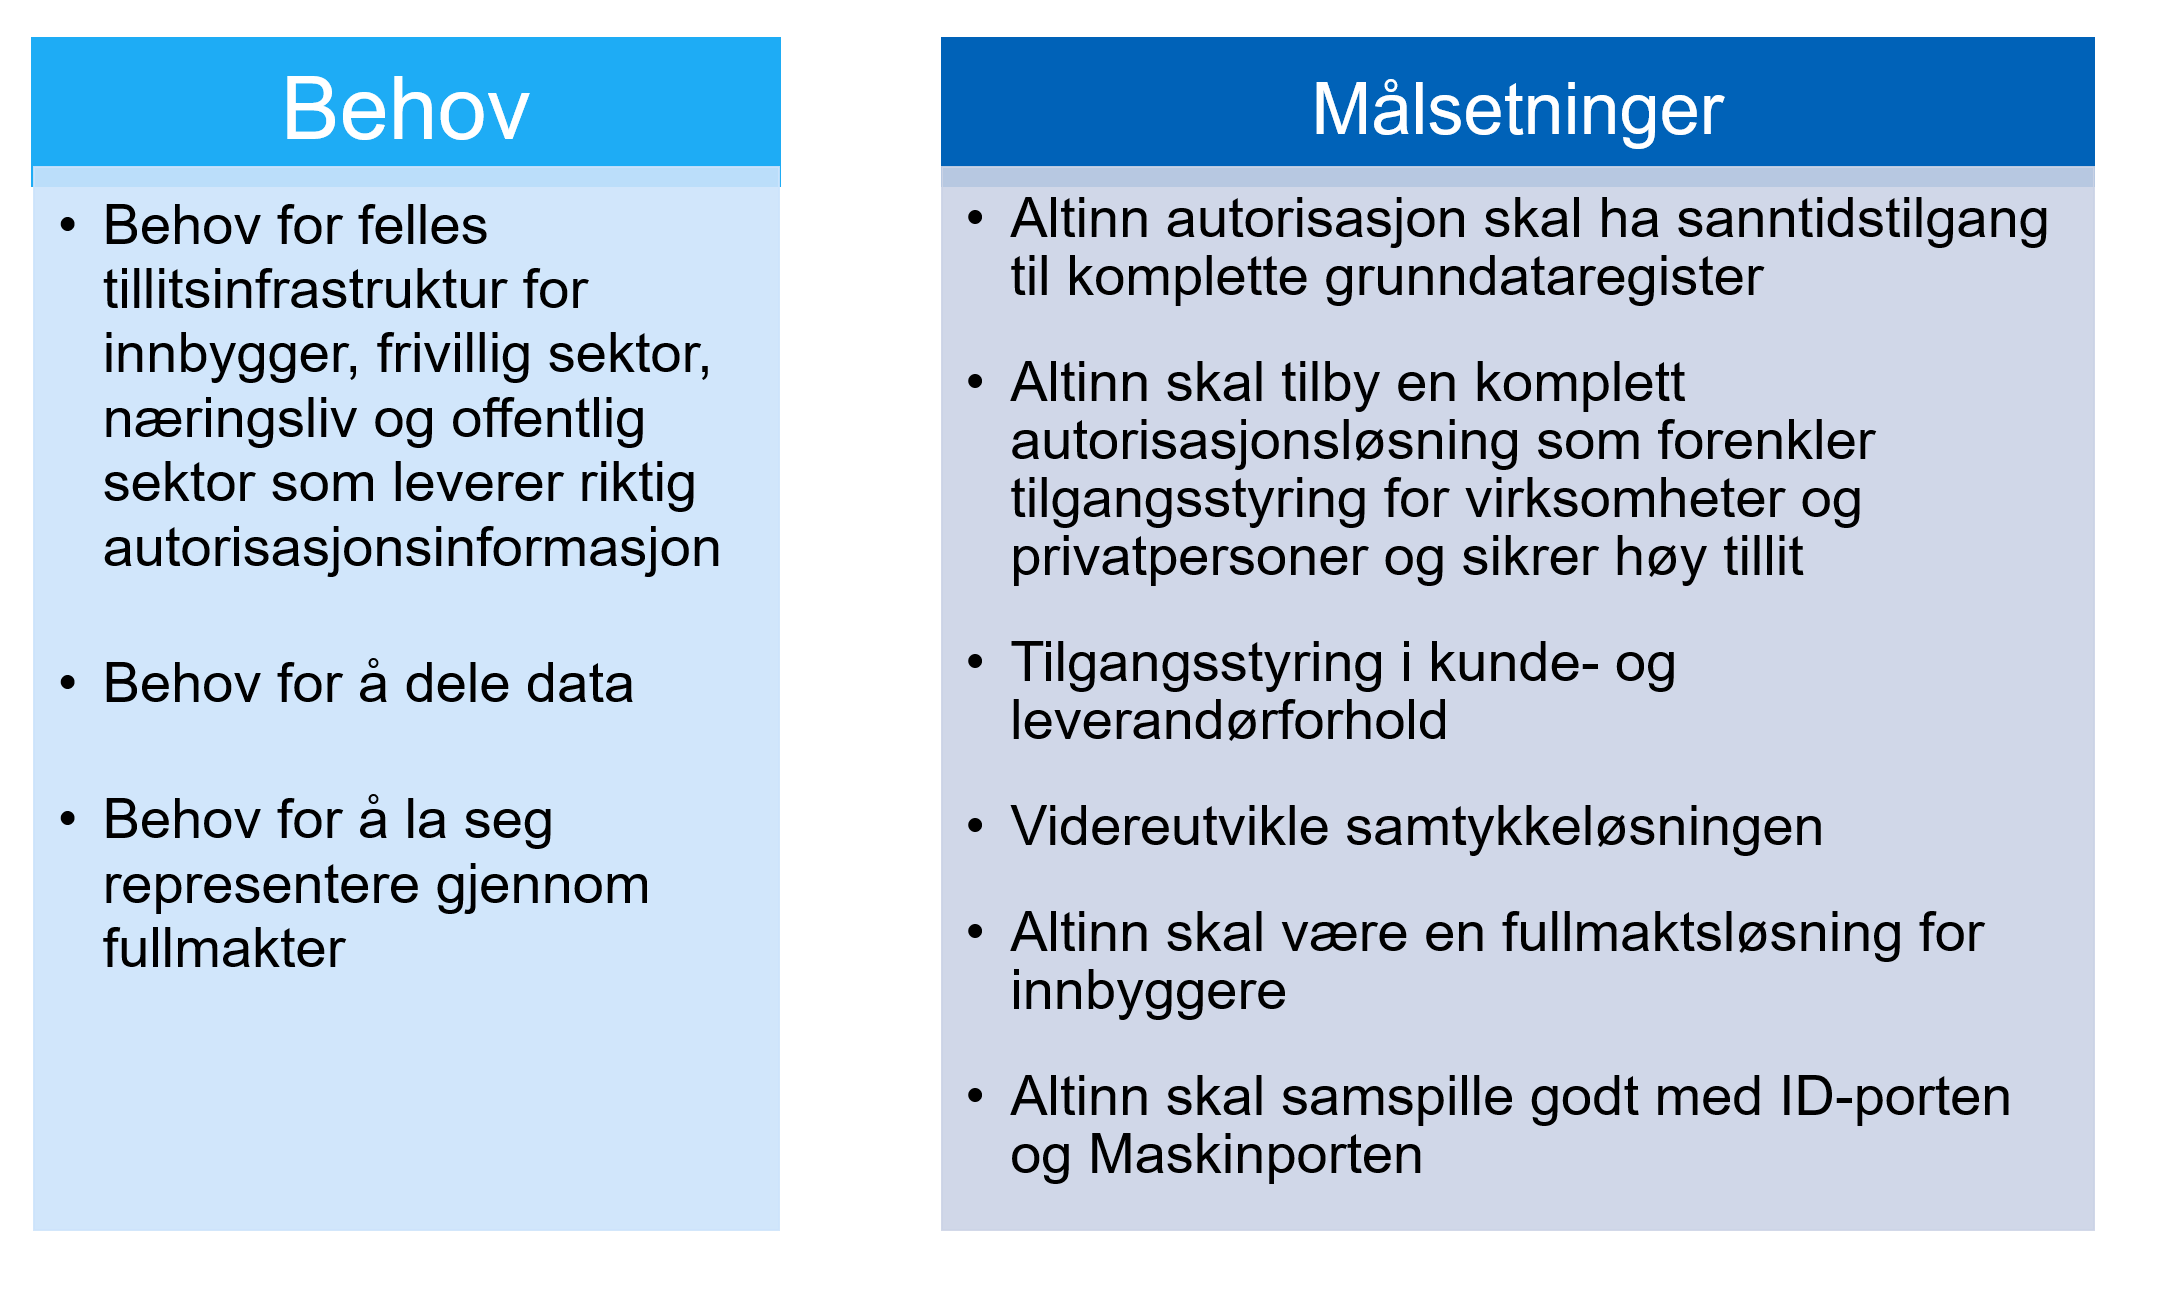 Behov
• Behov for felles
tillitsinfrastruktur for
innbygger, frivillig sektor,
næringsliv og offentlig
sektor som leverer riktig
autorisasjonsinformasjon
• Behov for å dele data
• Behov for å la seg
representere gjennom
fullmakter
Målsetninger
• Altinn autorisasjon skal ha sanntidstilgang
til komplette grunndataregister
• Altinn skal tilby en komplett
autorisasjonsløsning som forenkler
tilgangsstyring for virksomheter og
privatpersoner og sikrer høy tillit
• Tilgangsstyring i kunde- og
leverandørforhold
• Videreutvikle samtykkeløsningen
• Altinn skal være en fullmaktsløsning for
innbyggere
• Altinn skal samspille godt med ID-porten
og Maskinporten